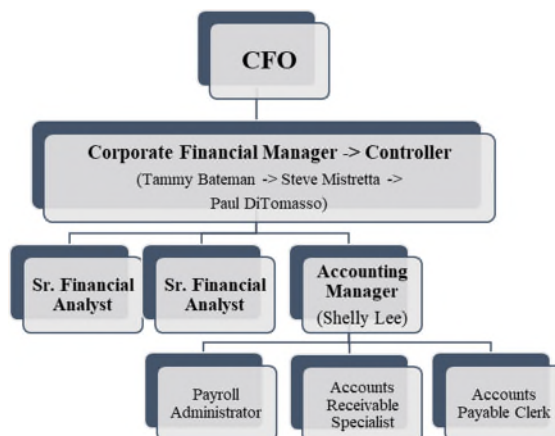 CFO
Corporate Financial Manager -> Controller
(Tammy Bateman -> Steve Mistretta ->
Paul DiTomasso)
Sr. Financial
Analyst
Sr. Financial
Analyst
Accounting
Manager
(Shelly Lee)
Payroll
Administrator
Accounts
Receivable
Specialist
Accounts
Payable Clerk